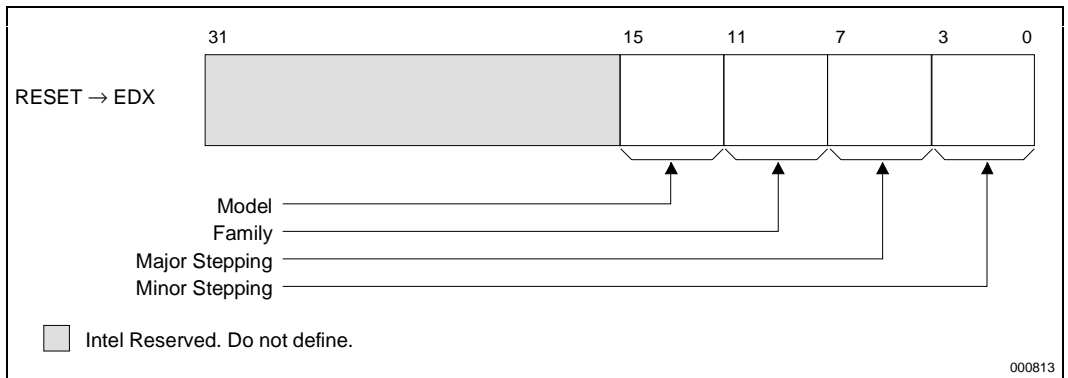 31 15 11 7 3 0
RESET → EDX
Model
Family
Major Stepping
Minor Stepping
Intel Reserved. Do not define.
000813